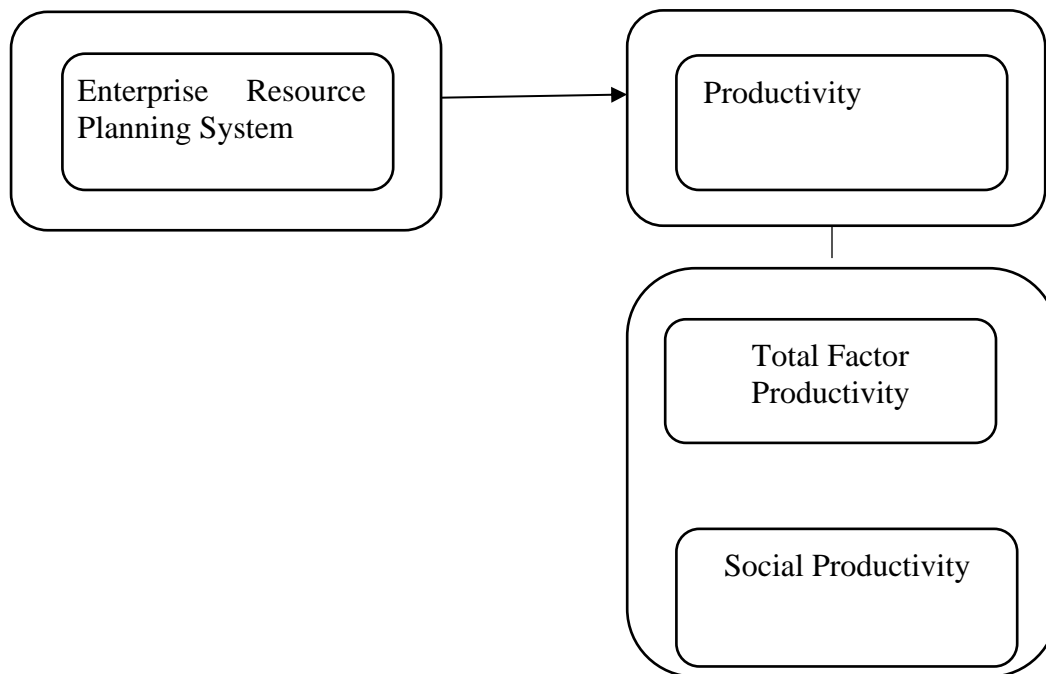 Enterprise Resource
Planning System
Productivity
Total Factor
Productivity
Social Productivity